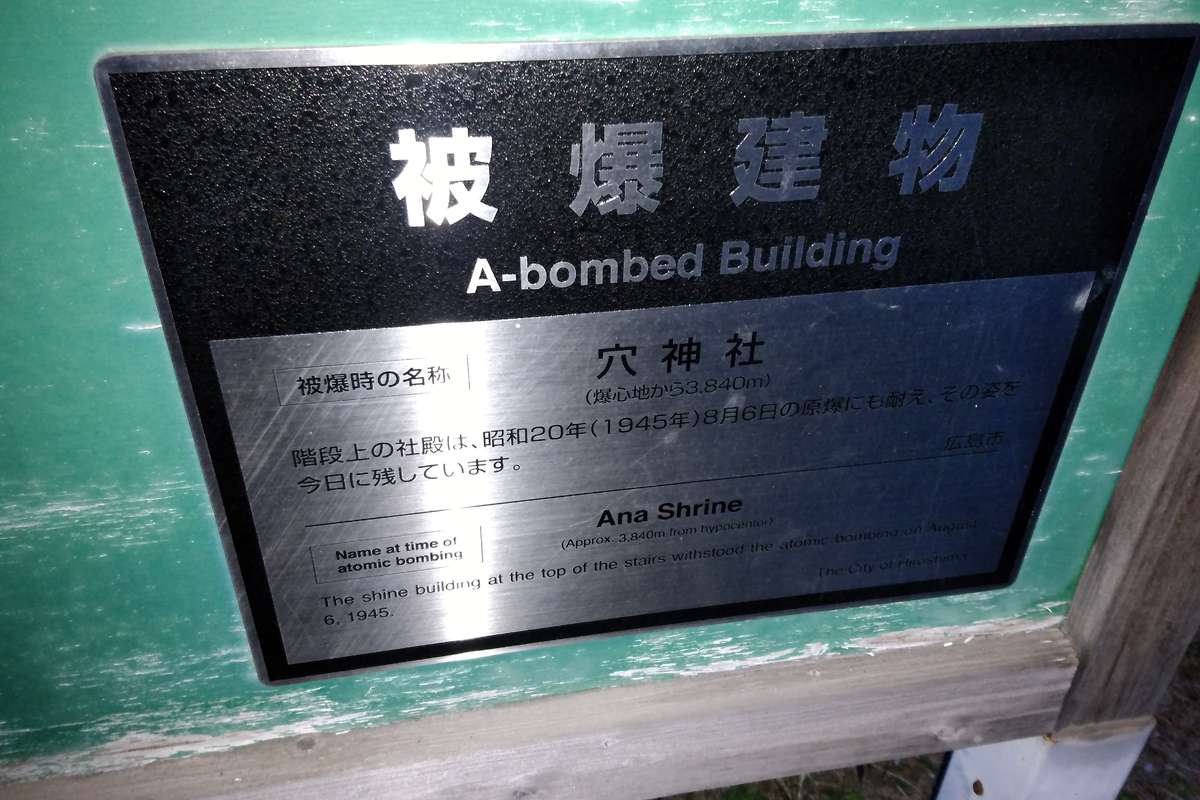 被爆建物
A-bombed Building
被爆時の名称
穴神社
(爆心地から3,840m)
階段上の社殿は、昭和20年(1945年)8月6日の原爆にも耐え、その姿を
今日に残しています。
広島市
Name at time of
atomic bombing
Ana Shrine
(Approx. 3,840m from hypocenter)
The shine building at the top of the stairs withstood the atomic bombing on August
6, 1945.
The City of Hiroshima